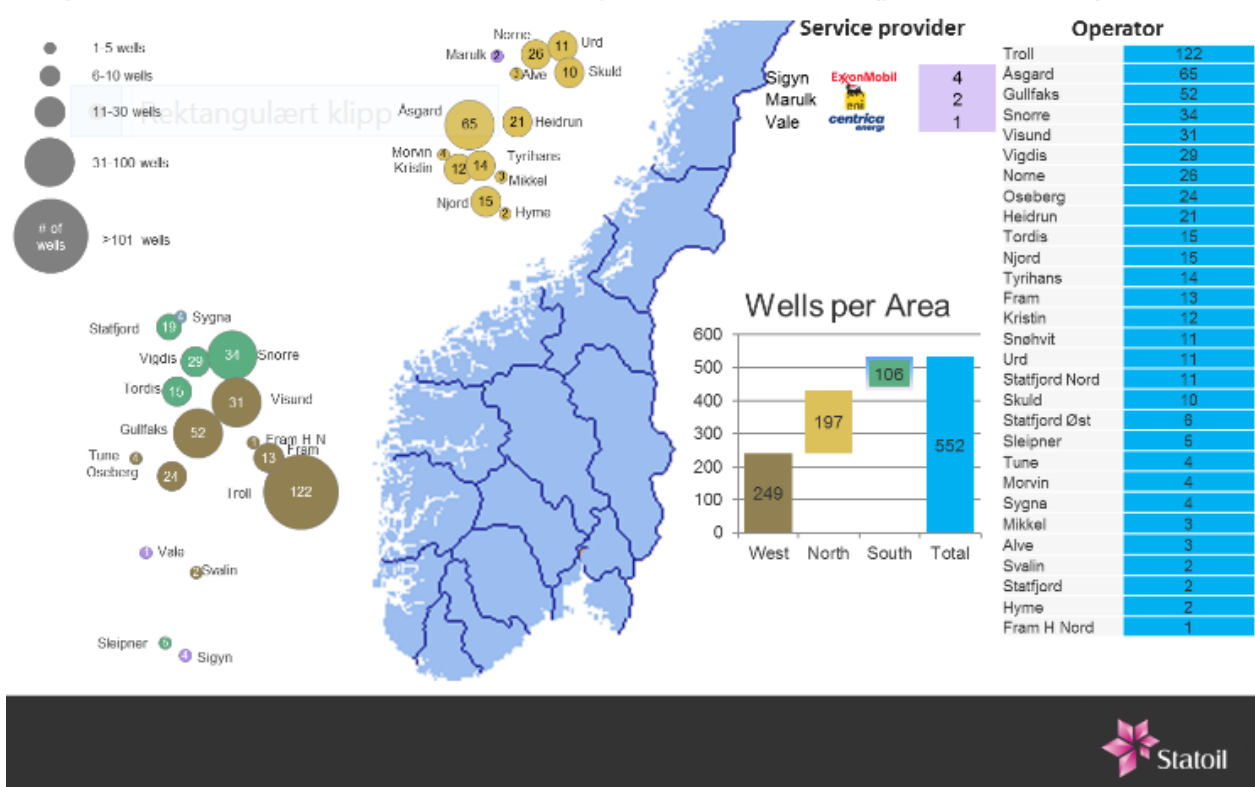 1-5 wells
6-10 wells
11-30 wells
31-100 wells
# of
wells
>101 wells
Rektangulært klipp
Norne
26
11
Urd
Marulk
2
3
Alve
10
Skuld
Åsgard
65
21
Heidrun
Morvin
4
Kristin
12
14
Tyrihans
3
Mikkel
Njord
15
2
Hyme
Statfjord
19
Sygna
Vigdis
29
34
Snorre
Tordis
15
31
Visund
Gullfaks
52
1
Fram H N
13
Fram
Tune
4
Oseberg
24
Troll
122
1
Vale
2
Svalin
Sleipner
5
4
Sigyn
Service provider
Sigyn ExxonMobil 4
Marulk eni 2
Vale centrica energi 1
Wells per Area
600
500
400
300
200
100
0
249
197
106
552
West North South Total
Operator
Troll 122
Åsgard 65
Gullfaks 52
Snorre 34
Visund 31
Vigdis 29
Norne 26
Oseberg 24
Heidrun 21
Tordis 15
Njord 15
Tyrihans 14
Fram 13
Kristin 12
Snøhvit 11
Urd 11
Statfjord Nord 11
Skuld 10
Statfjord Øst 6
Sleipner 5
Tune 4
Morvin 4
Sygna 4
Mikkel 3
Alve 3
Svalin 2
Statfjord 2
Hyme 2
Fram H Nord 1
Statoil